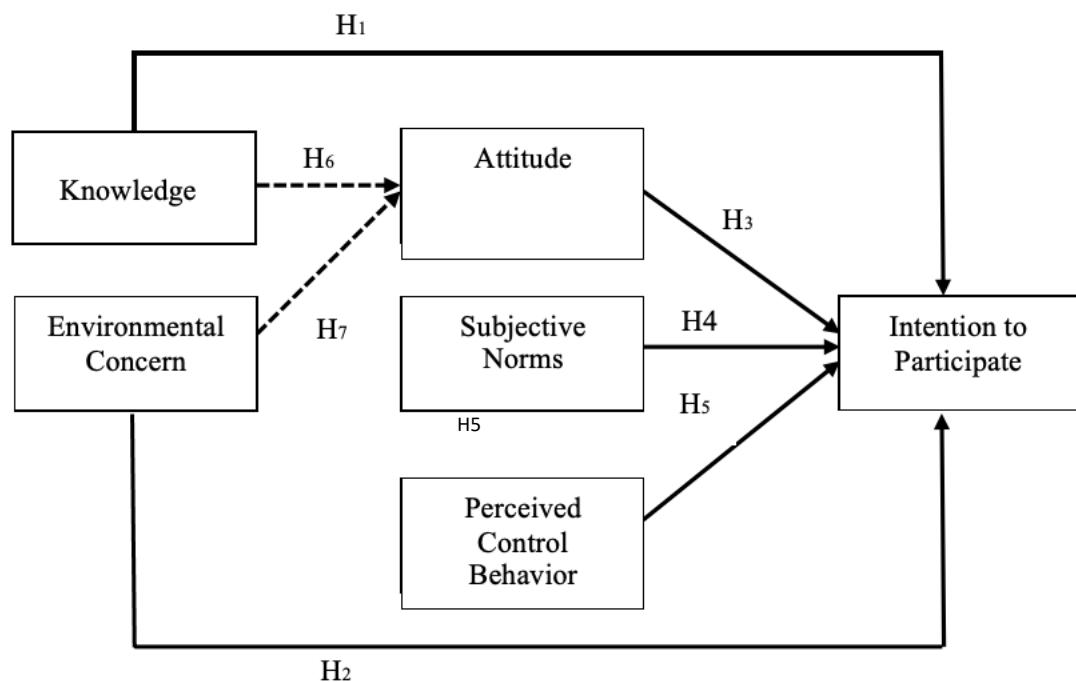 H1
Knowledge
H6
Attitude
H3
Environmental
Concern
H7
Subjective
Norms
H4
Intention to
Participate
H5
H5
Perceived
Control
Behavior
H2